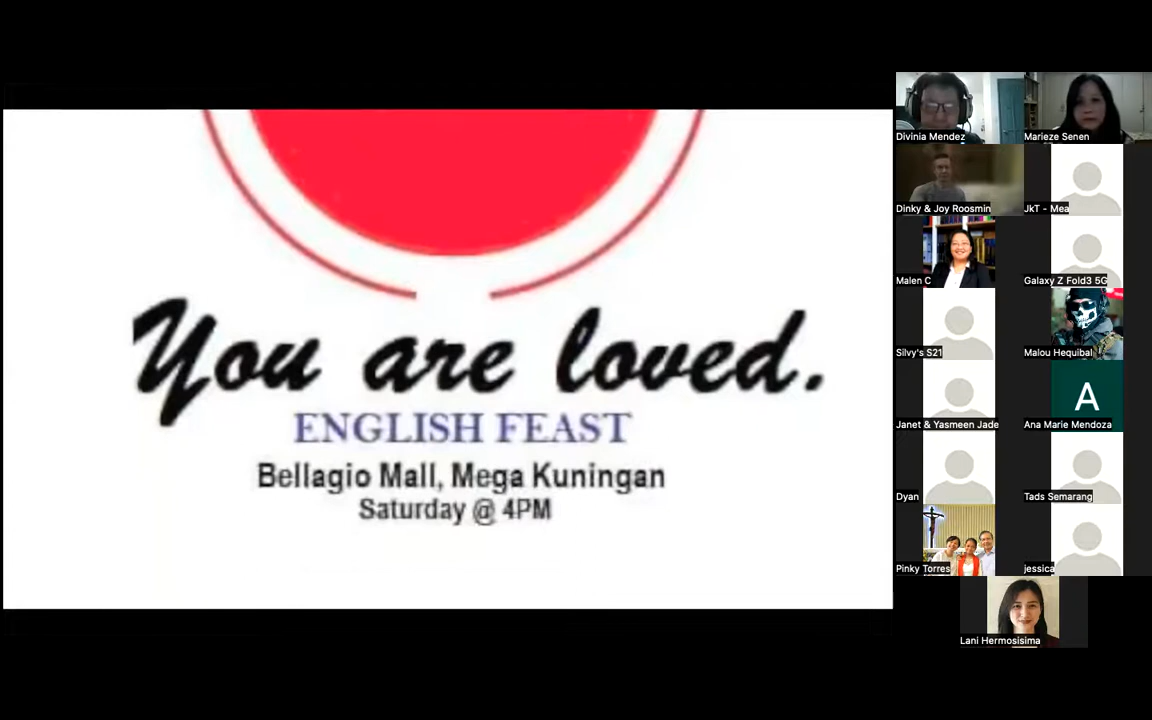 You are loved.
ENGLISH FEAST
Bellagio Mall, Mega Kuningan
Saturday @ 4PM
Divinia Mendez
Marieze Senen
Dinky & Joy Roosmin
JkT - Mea
Malen C
Galaxy Z Fold3 5G
Silvy's S21
Malou Hequibal
Janet & Yasmeen Jade
A
Ana Marie Mendoza
Dyan
Tads Semarang
Pinky Torres
jessica
Lani Hermosisima